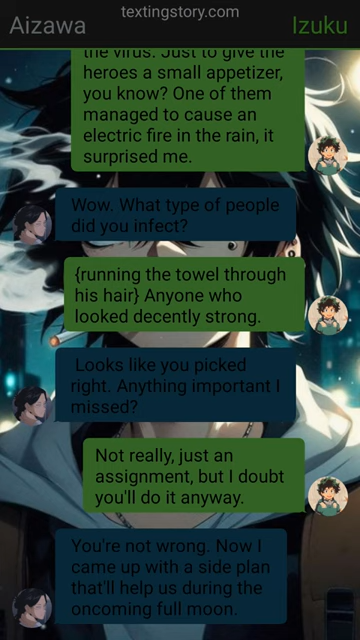 textingstory.com
Aizawa
Izuku
the virus. Just to give the
heroes a small appetizer,
you know? One of them
managed to cause an
electric fire in the rain, it
surprised me.
Wow. What type of people
did you infect?
{running the towel through
his hair} Anyone who
looked decently strong.
Looks like you picked
right. Anything important I
missed?
Not really, just an
assignment, but I doubt
you'll do it anyway.
You're not wrong. Now I
came up with a side plan
that'll help us during the
oncoming full moon.